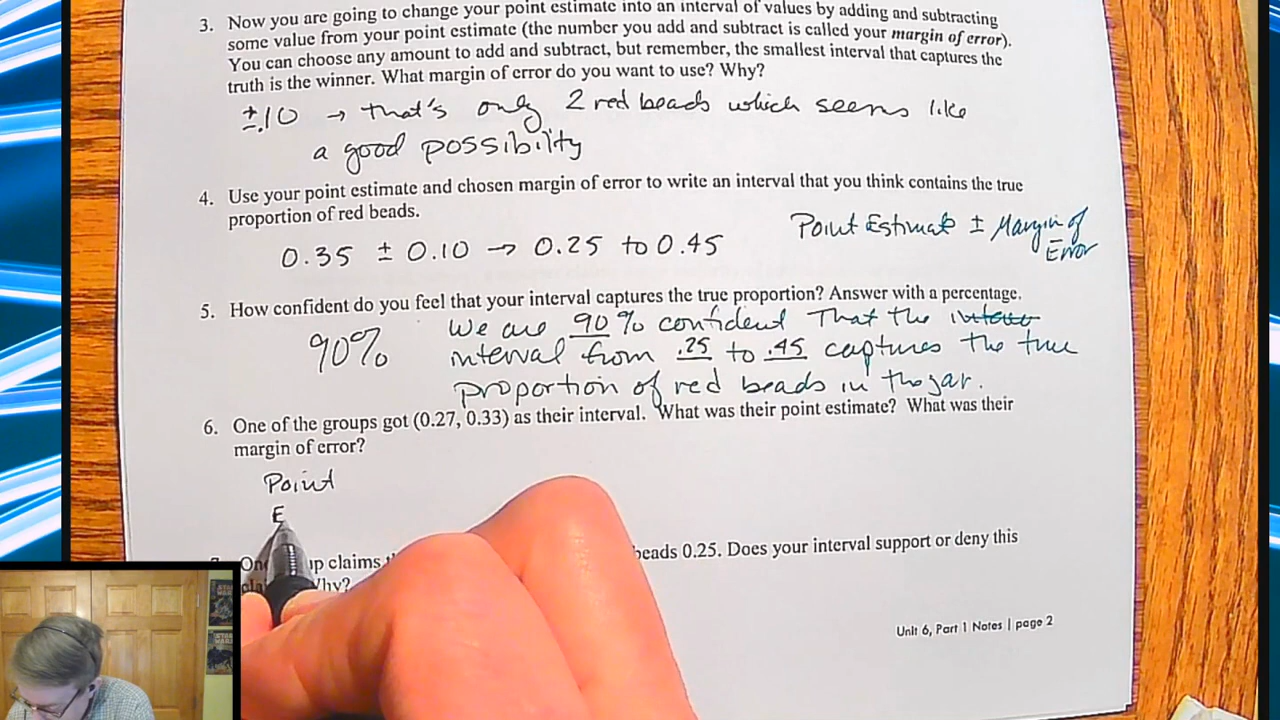 3. Now you are going to change your point estimate into an interval of values by adding and subtracting
some value from your point estimate (the number you add and subtract is called your margin of error).
You can choose any amount to add and subtract, but remember, the smallest interval that captures the
truth is the winner. What margin of error do you want to use? Why?
±.10 → that's only 2 red beads which seems like
a good possibility
4. Use your point estimate and chosen margin of error to write an interval that you think contains the true
proportion of red beads.
Point Estimate ± Margin of
Error
0.35 ± 0.10 → 0.25 to 0.45
5. How confident do you feel that your interval captures the true proportion? Answer with a percentage.
90%
We are 90% confident that the
interval from .25 to .45 captures the true
proportion of red beads in the jar.
6. One of the groups got (0.27, 0.33) as their interval. What was their point estimate? What was their
margin of error?
Point
E
claims beads 0.25. Does your interval support or deny this
Why?
Unit 6, Part 1 Notes | page 2